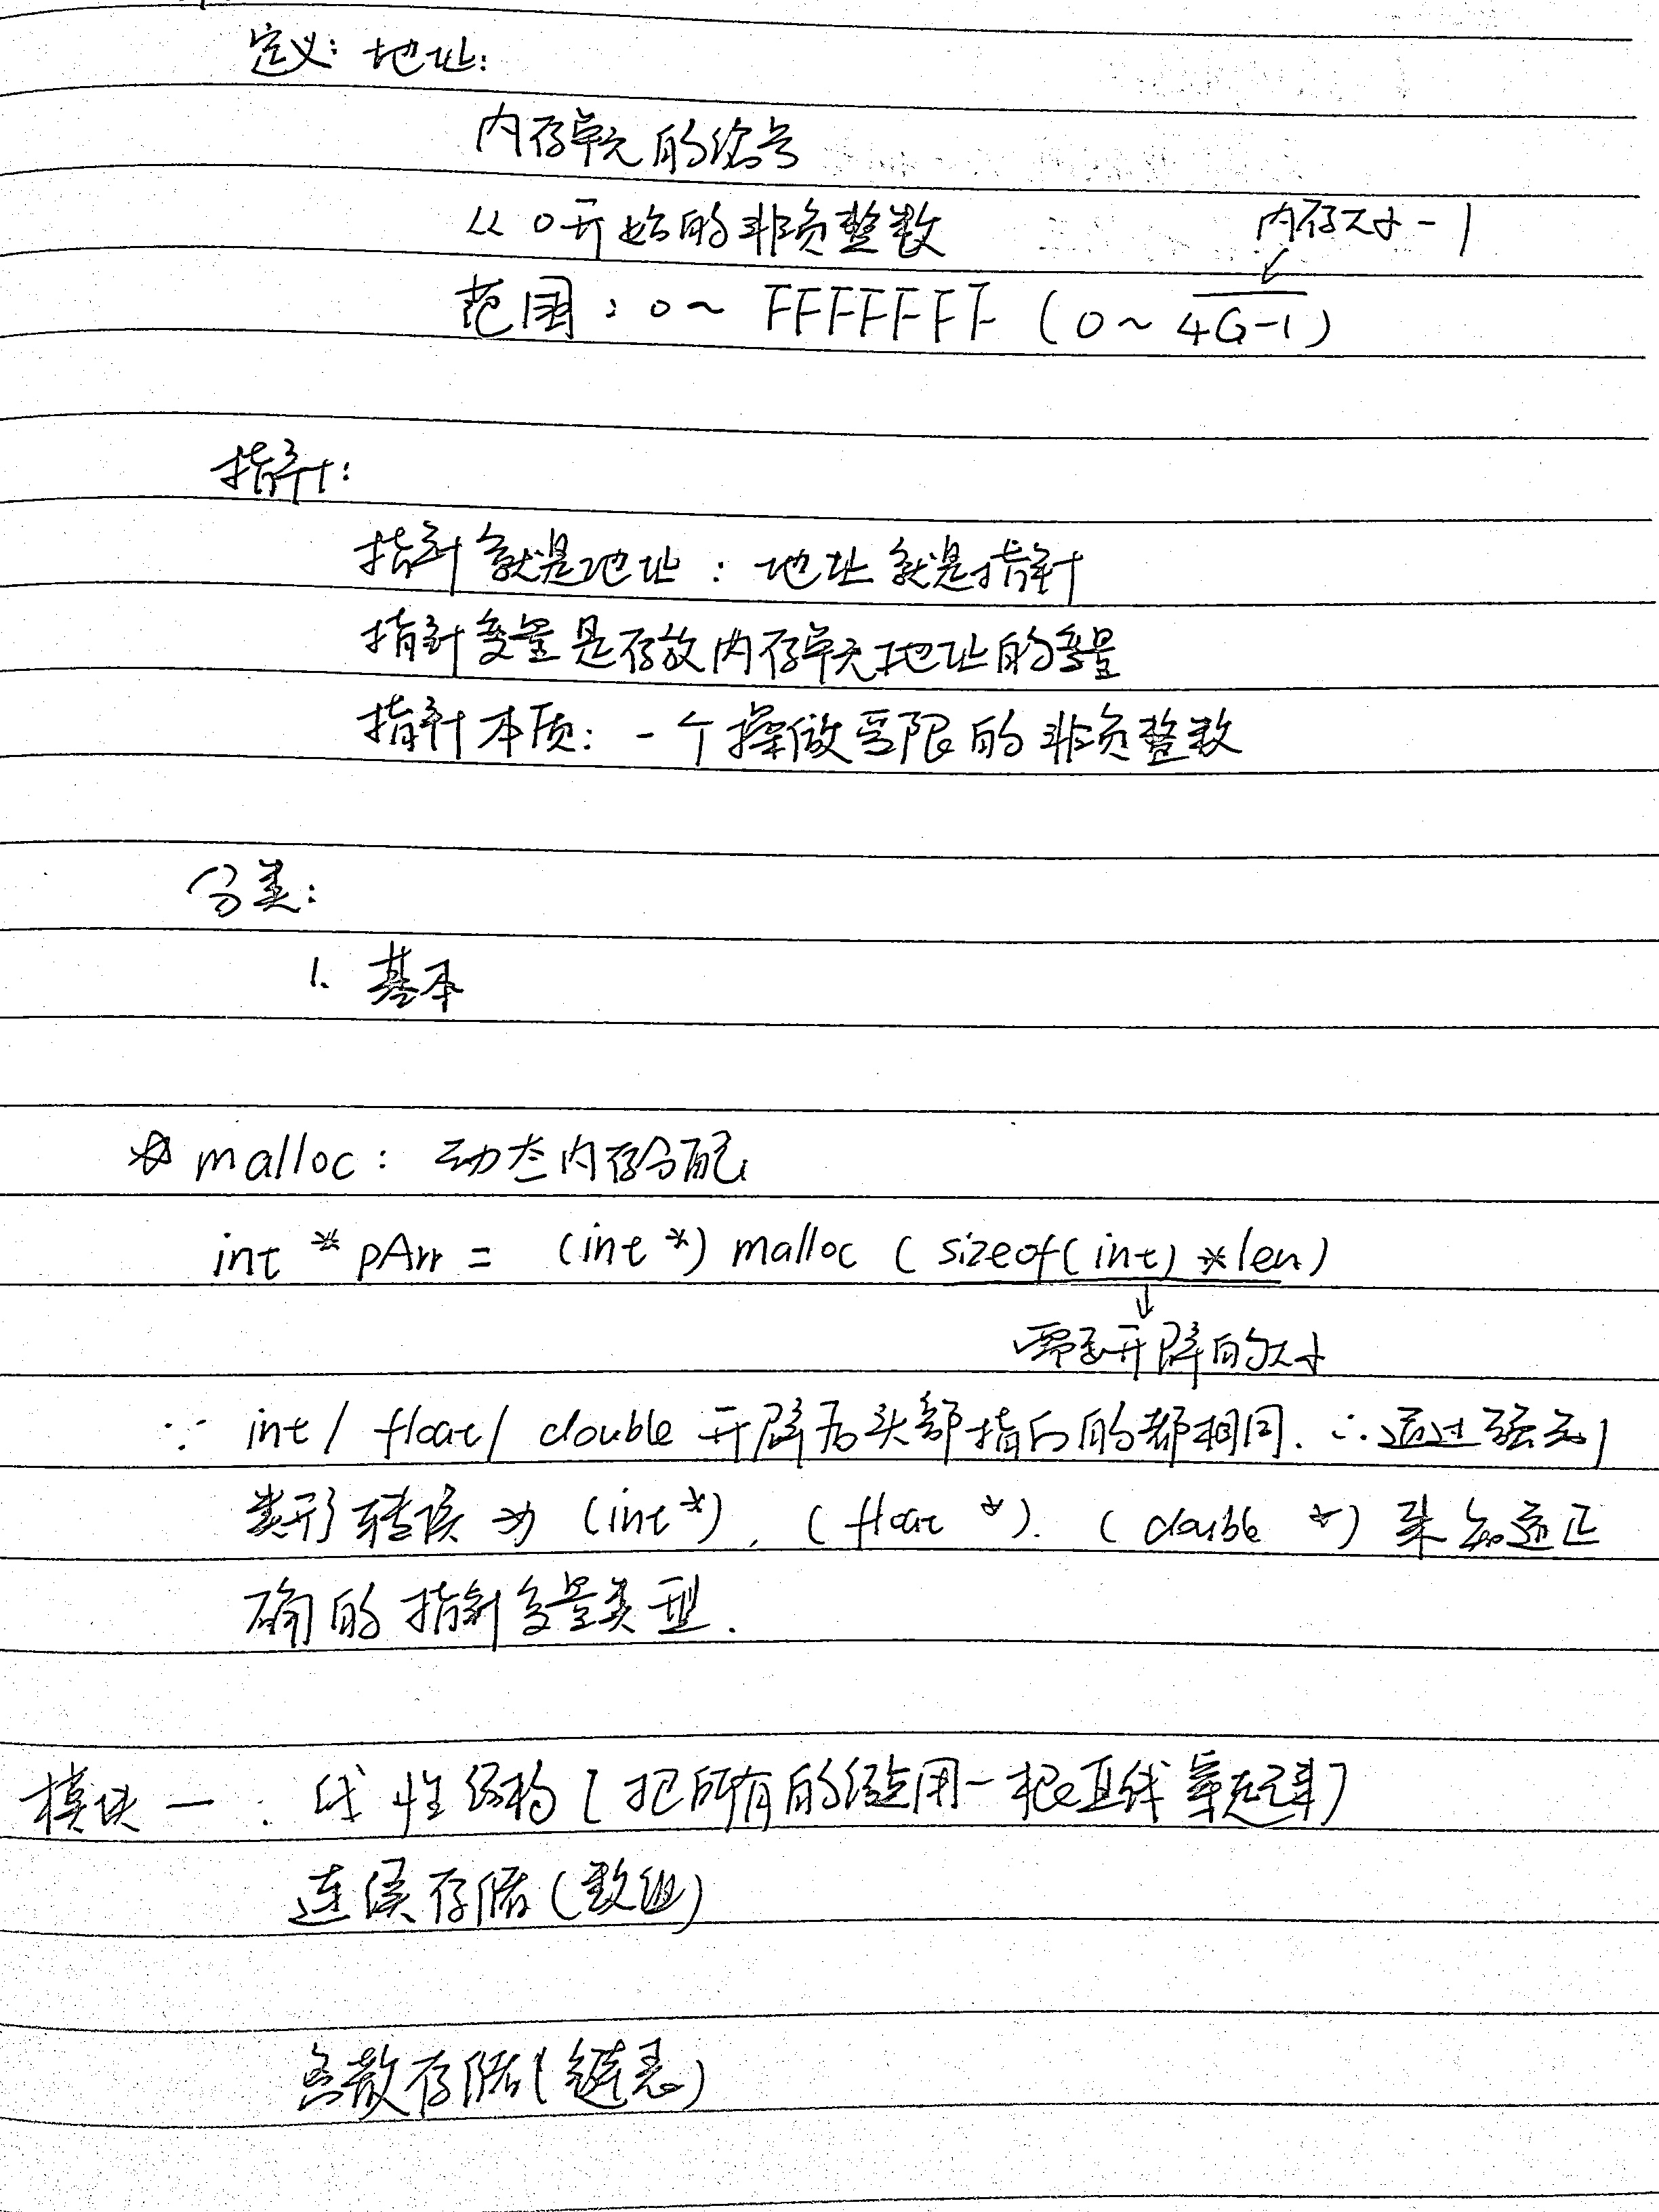 定义: 地址:
内存单元的编号
从0开始的非负整数
内存大小-1
范围: 0~ FFFFFFF (0~4G-1)
指针:
指针就是地址: 地址就是指针
指针变量是存放内存单元地址的变量
指针本质: 一个操做受限的非负整数
分类:
1. 基本
☆ malloc: 动态内存分配
int * pArr = (int *) malloc ( sizeof(int) *len)
↓
需要开辟的大小
∵ int / float / double 开辟后头部指向的都相同. ∴通过强制
类形转换为 (int*), (float *). (double *) 来知道正
确的指针变量类型.
模块一: 线性结构 [把所有的结点用一根直线穿起来]
连续存储(数组)
离散存储(链表)